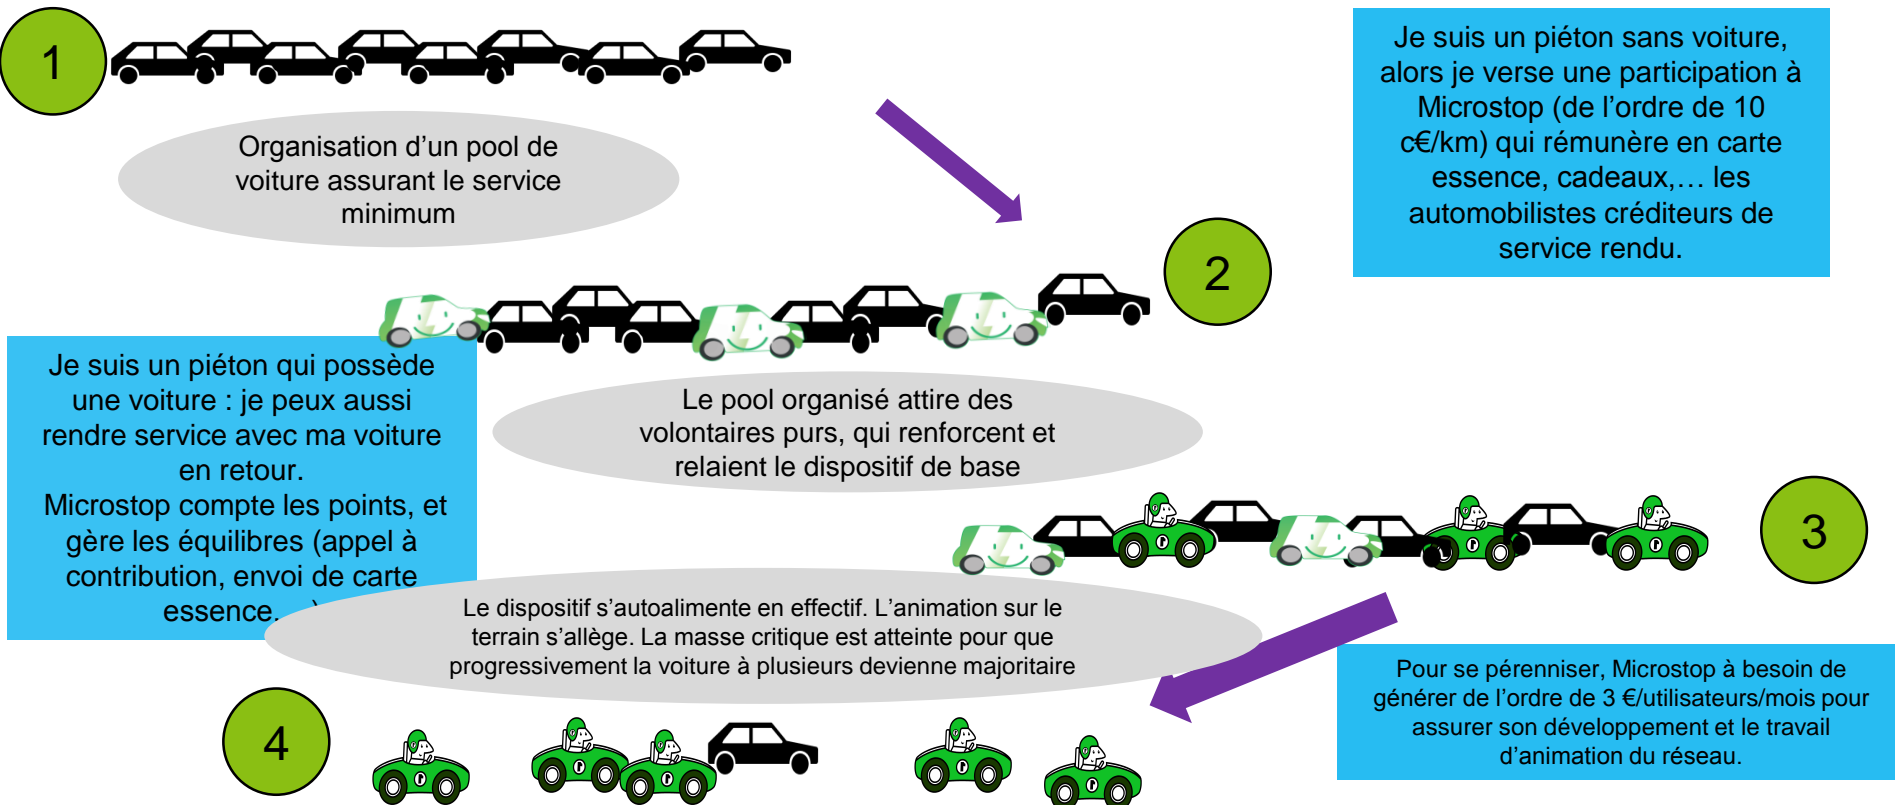 1
Organisation d’un pool de
voiture assurant le service
minimum
Je suis un piéton sans voiture,
alors je verse une participation à
Microstop (de l’ordre de 10
c€/km) qui rémunère en carte
essence, cadeaux,… les
automobilistes créditeurs de
service rendu.
2
Je suis un piéton qui possède
une voiture : je peux aussi
rendre service avec ma voiture
en retour.
Microstop compte les points, et
gère les équilibres (appel à
contribution, envoi de carte
essence
Le pool organisé attire des
volontaires purs, qui renforcent et
relaient le dispositif de base
3
Le dispositif s’autoalimente en effectif. L’animation sur le
terrain s’allège. La masse critique est atteinte pour que
progressivement la voiture à plusieurs devienne majoritaire
Pour se pérenniser, Microstop à besoin de
générer de l’ordre de 3 €/utilisateurs/mois pour
assurer son développement et le travail
d’animation du réseau.
4